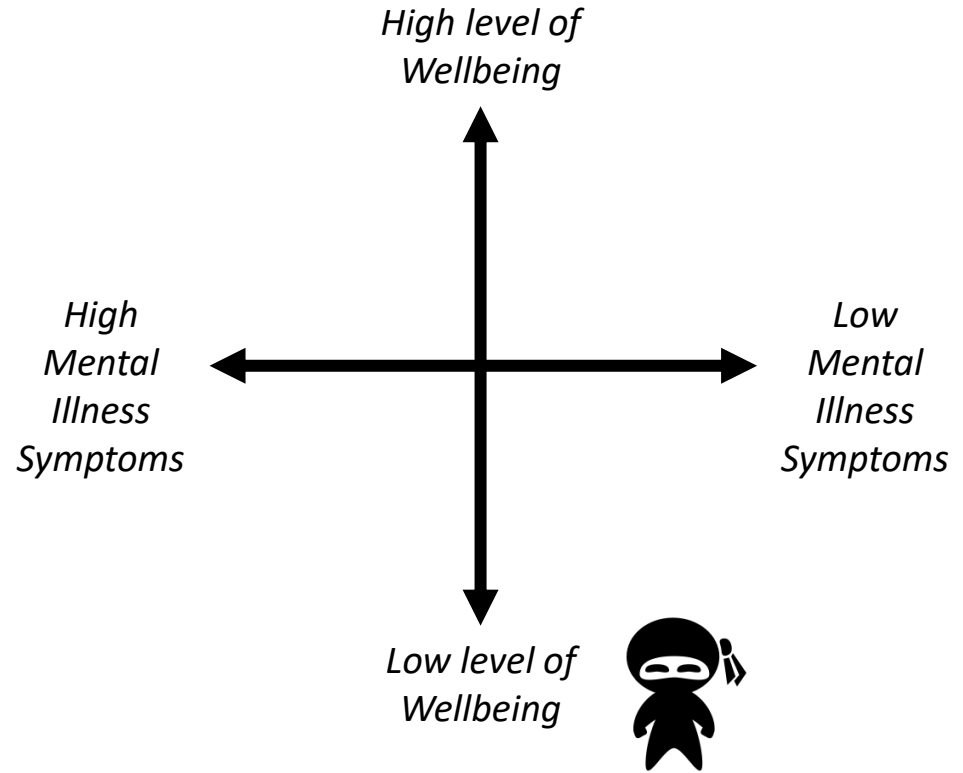 High level of
Wellbeing
High
Mental
Illness
Symptoms
Low
Mental
Illness
Symptoms
Low level of
Wellbeing